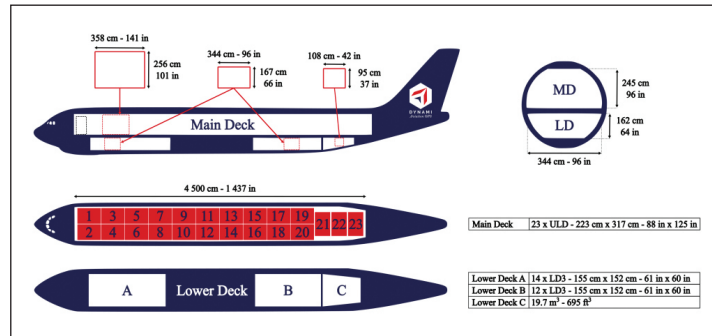 358 cm - 141 in
256 cm
101 in
344 cm - 96 in
167 cm
66 in
108 cm - 42 in
95 cm
37 in
Main Deck
DYNAMI
MD
LD
245 cm
96 in
162 cm
64 in
344 cm - 96 in
4 500 cm - 1 437 in
1 3 5 7 9 11 13 15 17 19
2 4 6 8 10 12 14 16 18 20
21 22 23
Main Deck 23 x ULD - 223 cm x 317 cm - 88 in x 125 in
A Lower Deck B C
Lower Deck A 14 x LD3 - 155 cm x 152 cm - 61 in x 60 in
Lower Deck B 12 x LD3 - 155 cm x 152 cm - 61 in x 60 in
Lower Deck C 19.7 m³ - 695 ft³